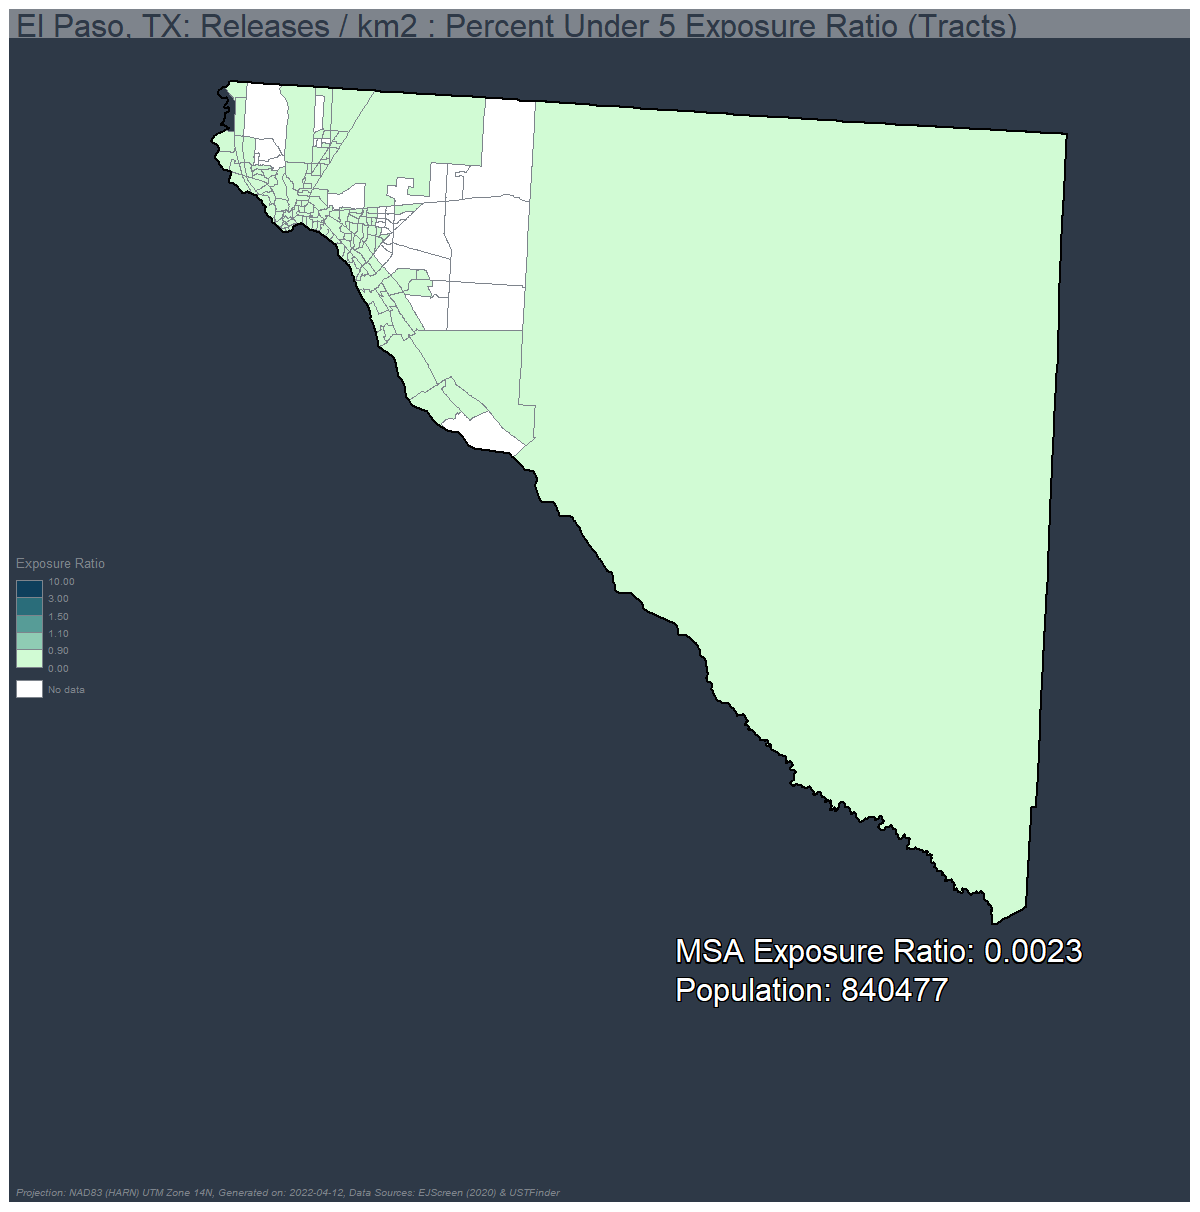 El Paso, TX: Releases / km2 : Percent Under 5 Exposure Ratio (Tracts)
Exposure Ratio
10.00
3.00
1.50
1.10
0.90
0.00
No data
MSA Exposure Ratio: 0.0023
Population: 840477
Projection: NAD83 (HARN) UTM Zone 14N, Generated on: 2022-04-12, Data Sources: EJScreen (2020) & USTFinder